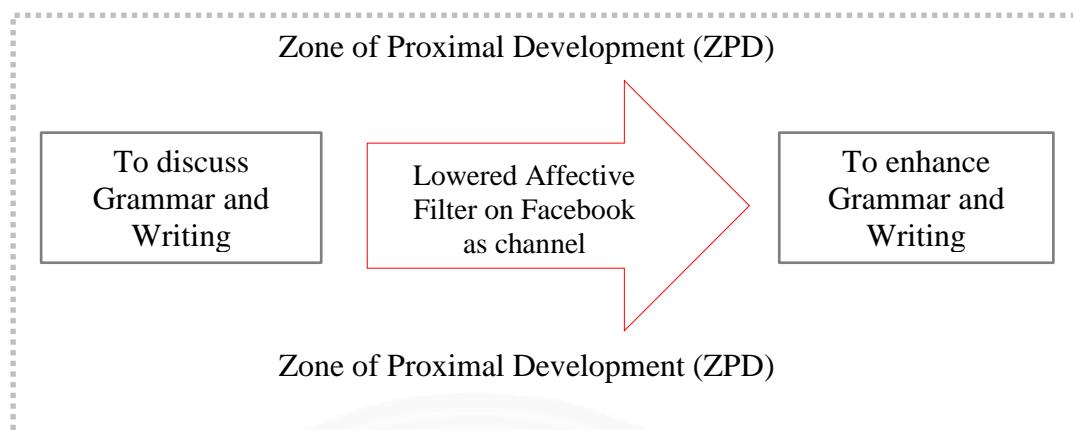 Zone of Proximal Development (ZPD)
To discuss
Grammar and
Writing
Lowered Affective
Filter on Facebook
as channel
To enhance
Grammar and
Writing
Zone of Proximal Development (ZPD)